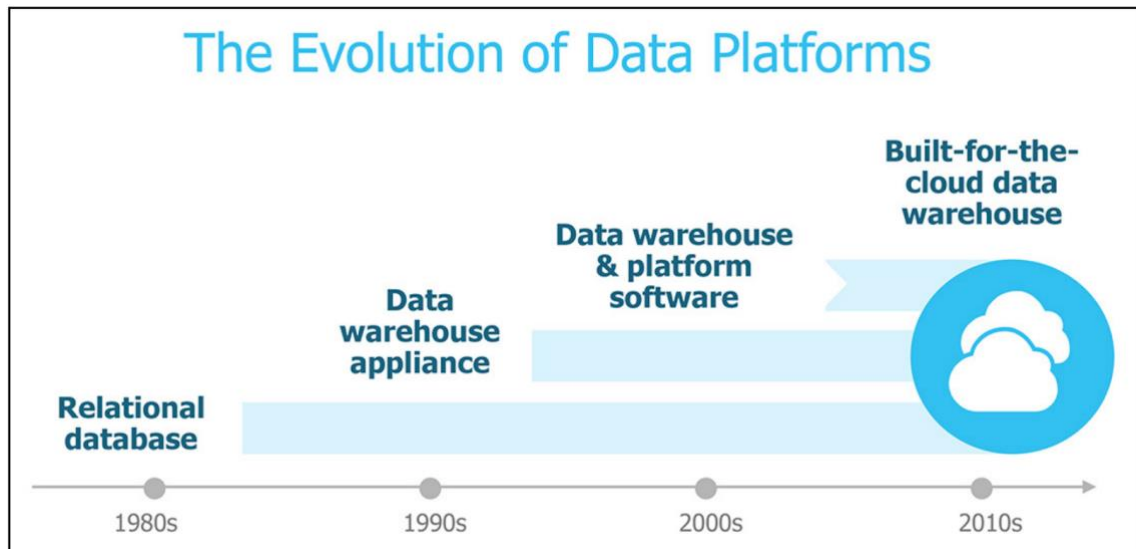 The Evolution of Data Platforms
Built-for-the-
cloud data
warehouse
Data warehouse
& platform
software
Data
warehouse
appliance
Relational
database
1980s
1990s
2000s
2010s